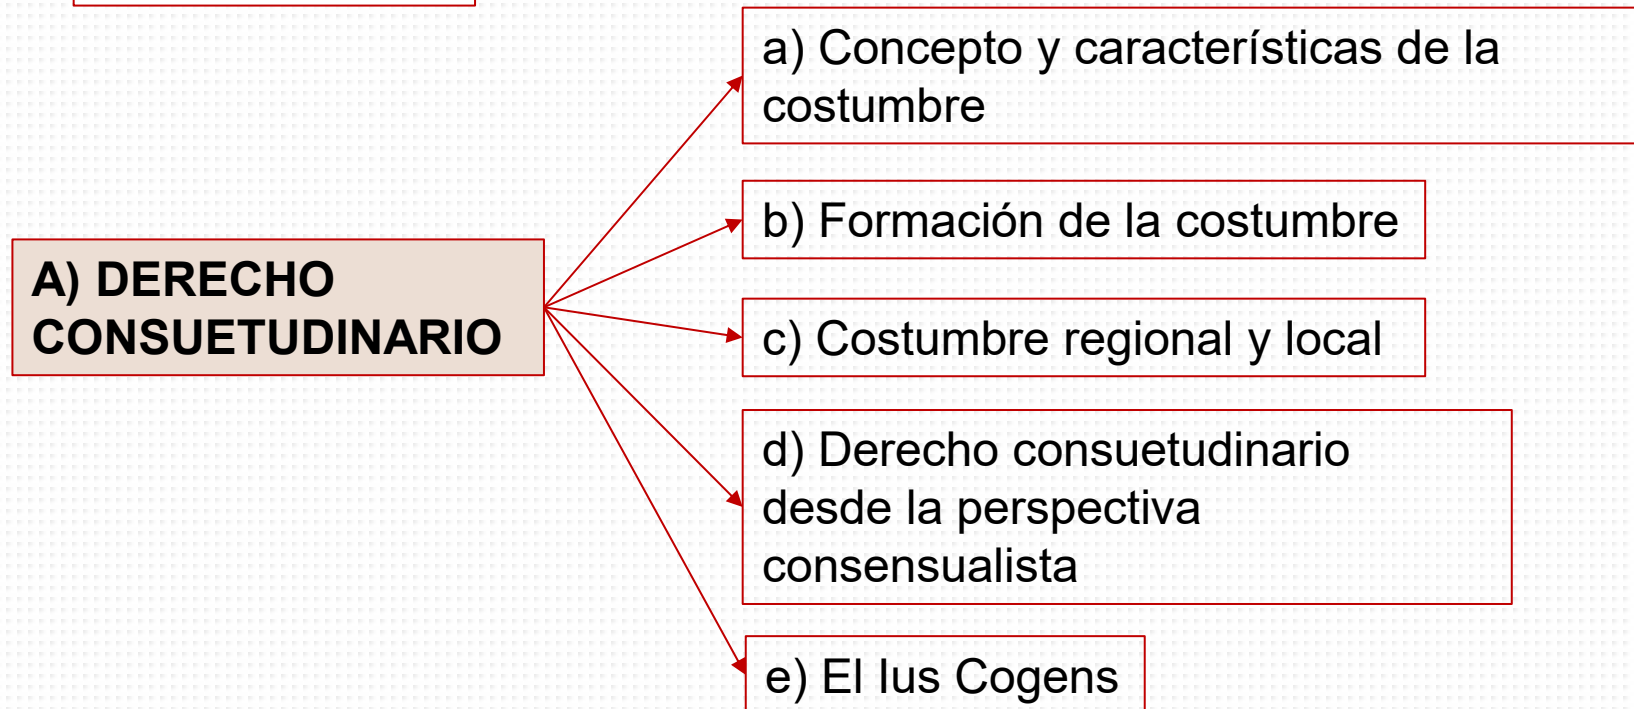 a) Concepto y características de la
costumbre
b) Formación de la costumbre
A) DERECHO
CONSUETUDINARIO
c) Costumbre regional y local
d) Derecho consuetudinario
desde la perspectiva
consensualista
e) El Ius Cogens